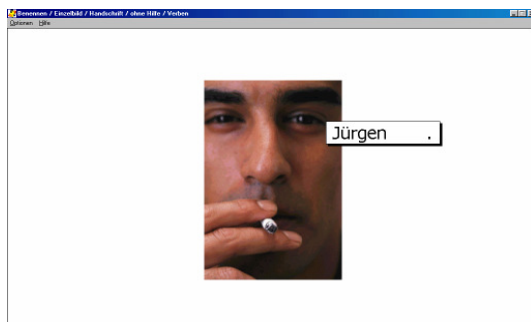 Benennen / Einzelbild / Handschrift / ohne Hilfe / Verben
Optionen Hilfe
Jürgen .